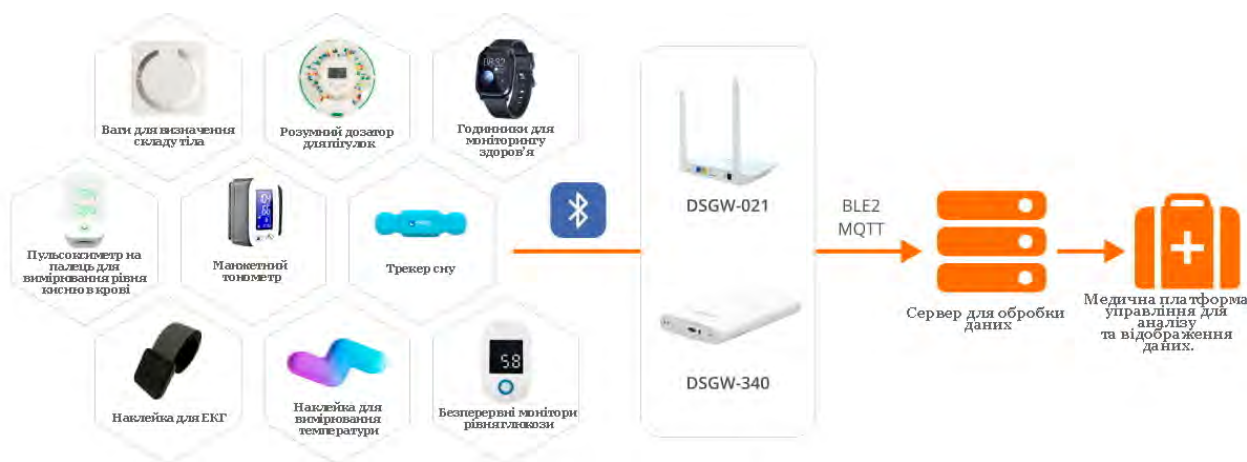 Ваги для визначення
складу тіла
Розумний дозатор
для пігулок
Годинники для
моніторингу
здоров'я
Пульсоксиметр на
палець для
вимірювання рівня
кисню в крові
Манжетний
тонометр
Трекер сну
Наклейка для ЕКГ
Наклейка для
вимірювання
температури
Безперервні монітори
рівня глюкози
58
DSGW-021
DSGW-340
BLE2
MQTT
Сервер для обробки
даних
Медична платформа
управління для
аналізу
та відображення
даних.